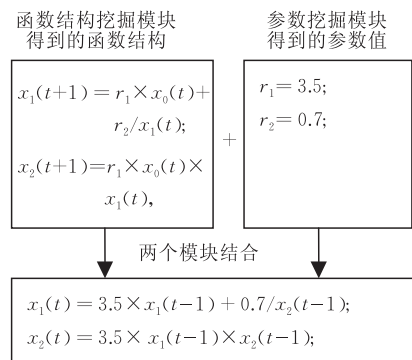 函数结构挖掘模块
得到的函数结构
参数挖掘模块
得到的参数值
x₁(t+1) = r₁×x₀(t)+
r₂/x₁(t);
x₂(t+1)=r₁×x₀(t)×
x₁(t),
+
r₁= 3.5;
r₂= 0.7;
两个模块结合
x₁(t) = 3.5×x₁(t−1) + 0.7/x₂(t−1);
x₂(t) = 3.5× x₁(t−1)×x₂(t−1);